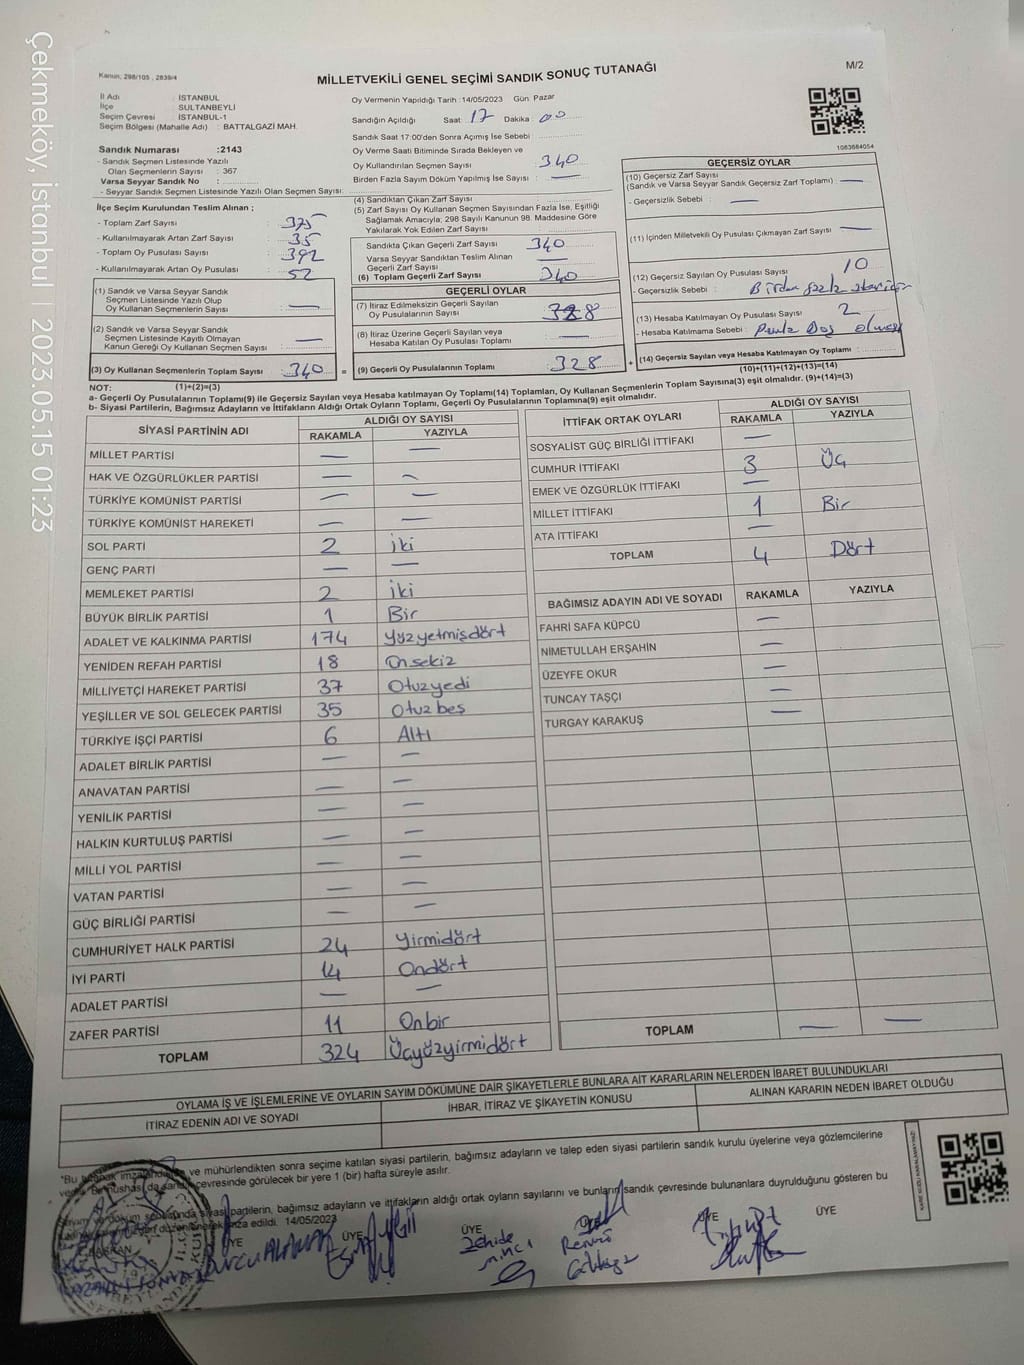 Çekmeköy, İstanbul | 2023.05.15 01:23
Kanun; 298/105 , 2839/4
MİLLETVEKİLİ GENEL SEÇİMİ SANDIK SONUÇ TUTANAĞI
M/2
İl Adı : İSTANBUL
İlçe : SULTANBEYLİ
Seçim Çevresi : İSTANBUL-1
Seçim Bölgesi (Mahalle Adı) : BATTALGAZİ MAH.
Sandık Numarası :2143
- Sandık Seçmen Listesinde Yazılı
Olan Seçmenlerin Sayısı : 367
Varsa Seyyar Sandık No :
- Seyyar Sandık Seçmen Listesinde Yazılı Olan Seçmen Sayısı:
Oy Vermenin Yapıldığı Tarih :14/05/2023 Gün Pazar
Sandığın Açıldığı Saat 17 Dakika 00
Sandık Saat 17:00'den Sonra Açımış İse Sebebi :
Oy Verme Saati Bitiminde Sırada Bekleyen ve
Oy Kullandırılan Seçmen Sayısı : 340
Birden Fazla Sayım Döküm Yapılmış İse Sayısı : —
1063684054
İlçe Seçim Kurulundan Teslim Alınan ;
- Toplam Zarf Sayısı : 375
- Kullanılmayarak Artan Zarf Sayısı : 35
- Toplam Oy Pusulası Sayısı : 392
- Kullanılmayarak Artan Oy Pusulası : 52
(1) Sandık ve Varsa Seyyar Sandık
Seçmen Listesinde Yazılı Olup
Oy Kullanan Seçmenlerin Sayısı : —
(2) Sandık ve Varsa Seyyar Sandık
Seçmen Listesinde Kayıtlı Olmayan
Kanun Gereği Oy Kullanan Seçmen Sayısı : —
(3) Oy Kullanan Seçmenlerin Toplam Sayısı : 340 =
(4) Sandıktan Çıkan Zarf Sayısı :
(5) Zarf Sayısı Oy Kullanan Seçmen Sayısından Fazla İse, Eşitliği
Sağlamak Amacıyla, 298 Sayılı Kanunun 98. Maddesine Göre
Yakılarak Yok Edilen Zarf Sayısı :
Sandıkta Çıkan Geçerli Zarf Sayısı : 340
Varsa Seyyar Sandıktan Teslim Alınan
Geçerli Zarf Sayısı : —
(6) Toplam Geçerli Zarf Sayısı : 340
GEÇERLİ OYLAR
(7) İtiraz Edilmeksizin Geçerli Sayılan
Oy Pusulalarının Sayısı : 328
(8) İtiraz Üzerine Geçerli Sayılan veya
Hesaba Katılan Oy Pusulası Toplamı : —
(9) Geçerli Oy Pusulalarının Toplamı : 328 +
GEÇERSİZ OYLAR
(10) Geçersiz Zarf Sayısı
(Sandık ve Varsa Seyyar Sandık Geçersiz Zarf Toplamı) : —
- Geçersizlik Sebebi : —
(11) İçinden Milletvekili Oy Pusulası Çıkmayan Zarf Sayısı : —
(12) Geçersiz Sayılan Oy Pusulası Sayısı : 10
- Geçersizlik Sebebi :
(13) Hesaba Katılmayan Oy Pusulası Sayısı : 2
- Hesaba Katılmama Sebebi :
(14) Geçersiz Sayılan veya Hesaba Katılmayan Oy Toplamı :
(10)+(11)+(12)+(13)=(14)
NOT: (1)+(2)=(3)
a- Geçerli Oy Pusulalarının Toplamı(9) ile Geçersiz Sayılan veya Hesaba katılmayan Oy Toplamı(14) Toplamları, Oy Kullanan Seçmenlerin Toplam Sayısına(3) eşit olmalıdır. (9)+(14)=(3)
b- Siyasi Partilerin, Bağımsız Adayların ve İttifakların Aldığı Ortak Oyların Toplamı, Geçerli Oy Pusulalarının Toplamına(9) eşit olmalıdır.
SİYASİ PARTİNİN ADI ALDIĞI OY SAYISI
RAKAMLA YAZIYLA
MİLLET PARTİSİ — —
HAK VE ÖZGÜRLÜKLER PARTİSİ — —
TÜRKİYE KOMÜNİST PARTİSİ — —
TÜRKİYE KOMÜNİST HAREKETİ — —
SOL PARTİ 2 iki
GENÇ PARTİ — —
MEMLEKET PARTİSİ 2 iki
BÜYÜK BİRLİK PARTİSİ 1 Bir
ADALET VE KALKINMA PARTİSİ 174 Yüzyetmişdört
YENİDEN REFAH PARTİSİ 18 Onsekiz
MİLLİYETÇİ HAREKET PARTİSİ 37 Otuzyedi
YEŞİLLER VE SOL GELECEK PARTİSİ 35 Otuz beş
TÜRKİYE İŞÇİ PARTİSİ 6 Altı
ADALET BİRLİK PARTİSİ — —
ANAVATAN PARTİSİ — —
YENİLİK PARTİSİ — —
HALKIN KURTULUŞ PARTİSİ — —
MİLLİ YOL PARTİSİ — —
VATAN PARTİSİ — —
GÜÇ BİRLİĞİ PARTİSİ — —
CUMHURİYET HALK PARTİSİ 24 Yirmidört
İYİ PARTİ 14 Ondört
ADALET PARTİSİ — —
ZAFER PARTİSİ 11 Onbir
TOPLAM 324 Üçyüzyirmidört
İTTİFAK ORTAK OYLARI ALDIĞI OY SAYISI
RAKAMLA YAZIYLA
SOSYALİST GÜÇ BİRLİĞİ İTTİFAKI —
CUMHUR İTTİFAKI 3 Üç
EMEK VE ÖZGÜRLÜK İTTİFAKI —
MİLLET İTTİFAKI 1 Bir
ATA İTTİFAKI —
TOPLAM 4 Dört
BAĞIMSIZ ADAYIN ADI VE SOYADI RAKAMLA YAZIYLA
FAHRİ SAFA KÜPCÜ —
NİMETULLAH ERŞAHİN —
ÜZEYFE OKUR —
TUNCAY TAŞÇI —
TURGAY KARAKUŞ —
TOPLAM — —
OYLAMA İŞ VE İŞLEMLERİNE VE OYLARIN SAYIM DÖKÜMÜNE DAİR ŞİKAYETLERLE BUNLARA AİT KARARLARIN NELERDEN İBARET BULUNDUKLARI
İTİRAZ EDENİN ADI VE SOYADI İHBAR, İTİRAZ VE ŞİKAYETİN KONUSU ALINAN KARARIN NEDEN İBARET OLDUĞU
"Bu tutanak imzalandıktan ve mühürlendikten sonra seçime katılan siyasi partilerin, bağımsız adayların ve talep eden siyasi partilerin sandık kurulu üyelerine veya gözlemcilerine
sandık çevresinde görülecek bir yere 1 (bir) hafta süreyle asılır.
siyasi partilerin, bağımsız adayların ve ittifakların aldığı ortak oyların sayılarını ve bunların sandık çevresinde bulunanlara duyrulduğunu gösteren bu
imza edildi. 14/05/2023
BAŞKAN ÜYE ÜYE ÜYE ÜYE ÜYE ÜYE
Zehide